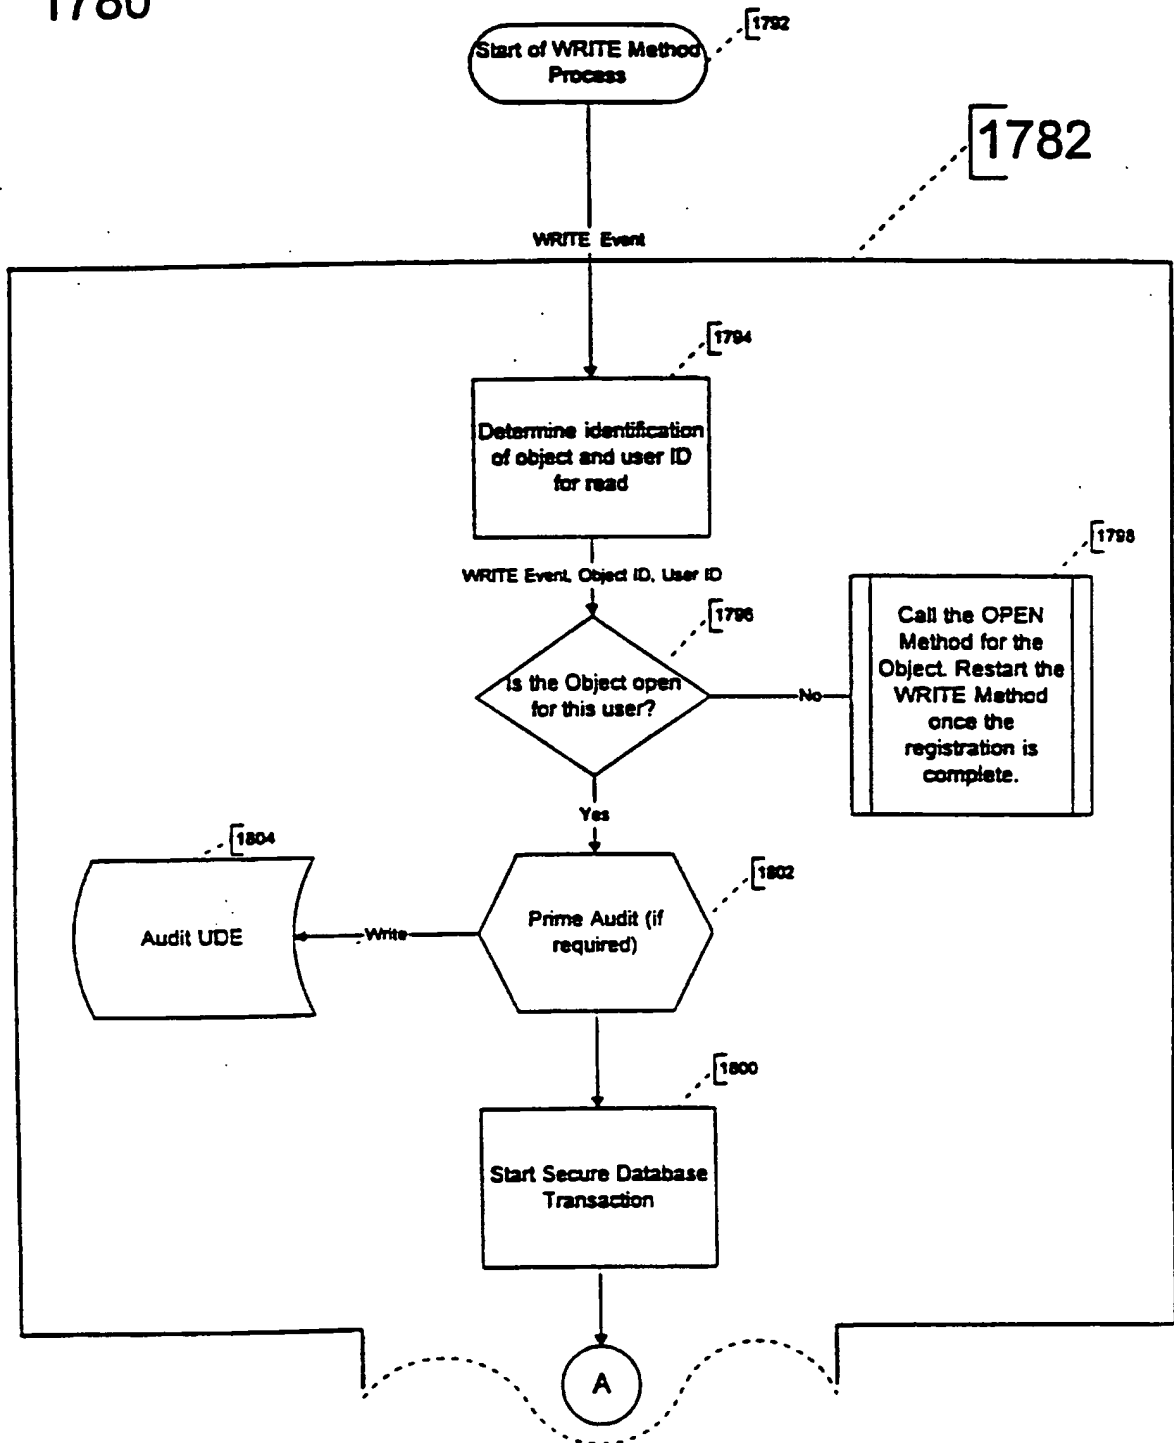 1780
Start of WRITE Method
Process
1792
1782
WRITE Event
1794
Determine identification
of object and user ID
for read
WRITE Event, Object ID, User ID
1796
Is the Object open
for this user?
No
1798
Call the OPEN
Method for the
Object. Restart the
WRITE Method
once the
registration is
complete.
Yes
1804
Audit UDE
Write
1802
Prime Audit (if
required)
1800
Start Secure Database
Transaction
A